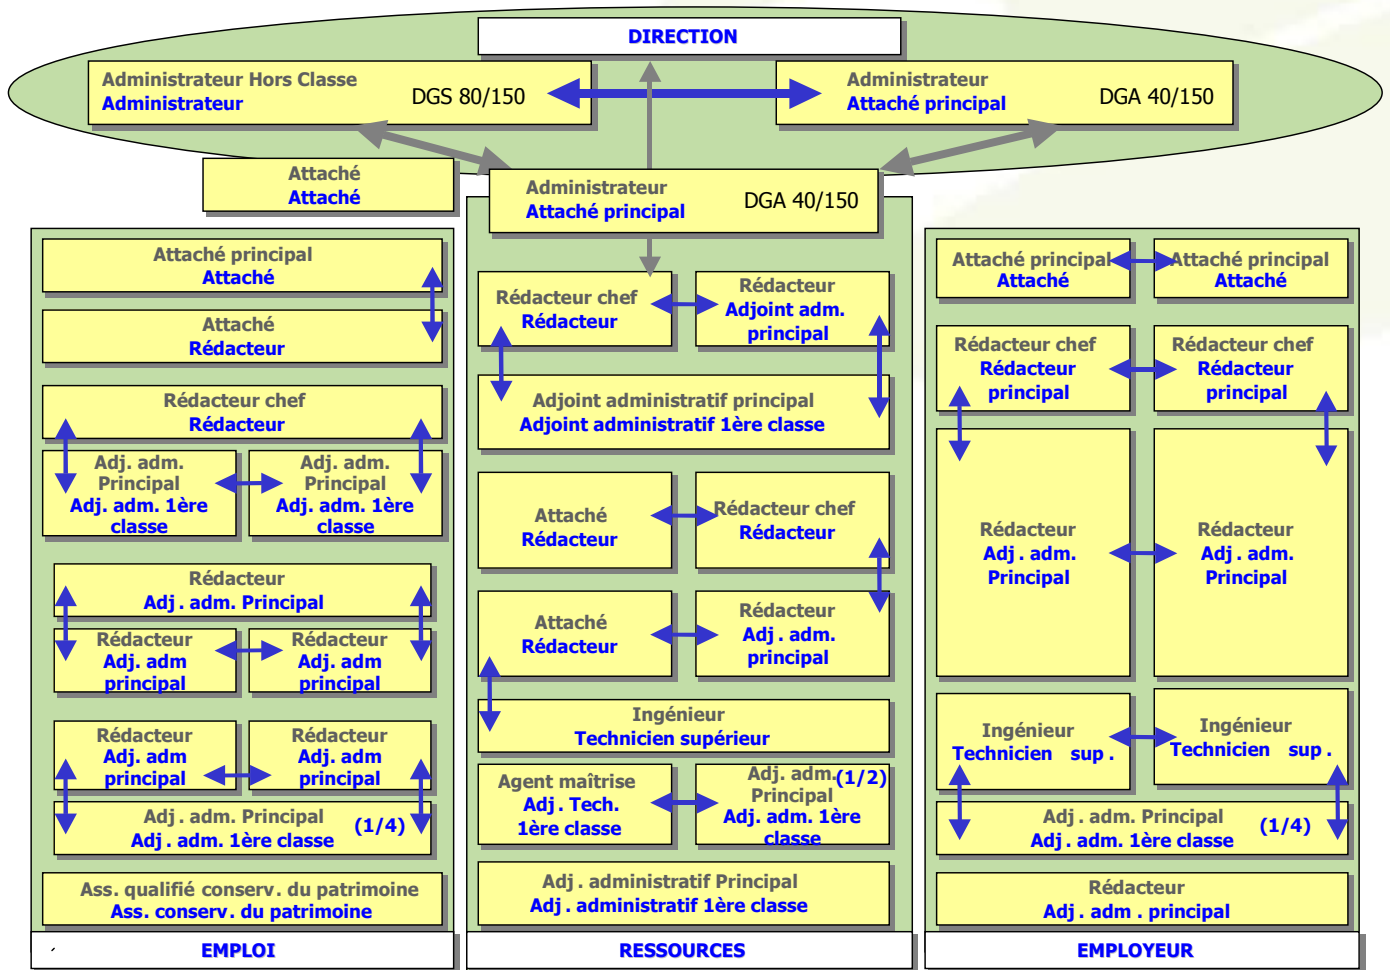 DIRECTION
Administrateur Hors Classe
Administrateur
DGS 80/150
Administrateur
Attaché principal
DGA 40/150
Attaché
Attaché
Administrateur
Attaché principal
DGA 40/150
Attaché principal
Attaché
Attaché
Rédacteur
Rédacteur chef
Rédacteur
Adj. adm.
Principal
Adj. adm. 1ère
classe
Adj. adm.
Principal
Adj. adm. 1ère
classe
Rédacteur
Adj. adm. Principal
Rédacteur
Adj. adm
principal
Rédacteur
Adj. adm
principal
Rédacteur
Adj. adm
principal
Rédacteur
Adj. adm
principal
Adj. adm. Principal
Adj. adm. 1ère classe
(1/4)
Ass. qualifié conserv. du patrimoine
Ass. conserv. du patrimoine
EMPLOI
Rédacteur chef
Rédacteur
Rédacteur
Adjoint adm.
principal
Adjoint administratif principal
Adjoint administratif 1ère classe
Attaché
Rédacteur
Rédacteur chef
Rédacteur
Attaché
Rédacteur
Rédacteur
Adj. adm.
principal
Ingénieur
Technicien supérieur
Agent maîtrise
Adj. Tech.
1ère classe
Adj. adm. (1/2)
Principal
Adj. adm. 1ère
classe
Adj. administratif Principal
Adj. administratif 1ère classe
RESSOURCES
Attaché principal
Attaché
Attaché principal
Attaché
Rédacteur chef
Rédacteur
principal
Rédacteur chef
Rédacteur
principal
Rédacteur
Adj. adm.
Principal
Rédacteur
Adj. adm.
Principal
Ingénieur
Technicien sup.
Ingénieur
Technicien sup.
Adj. adm. Principal
Adj. adm. 1ère classe
(1/4)
Rédacteur
Adj. adm. principal
EMPLOYEUR